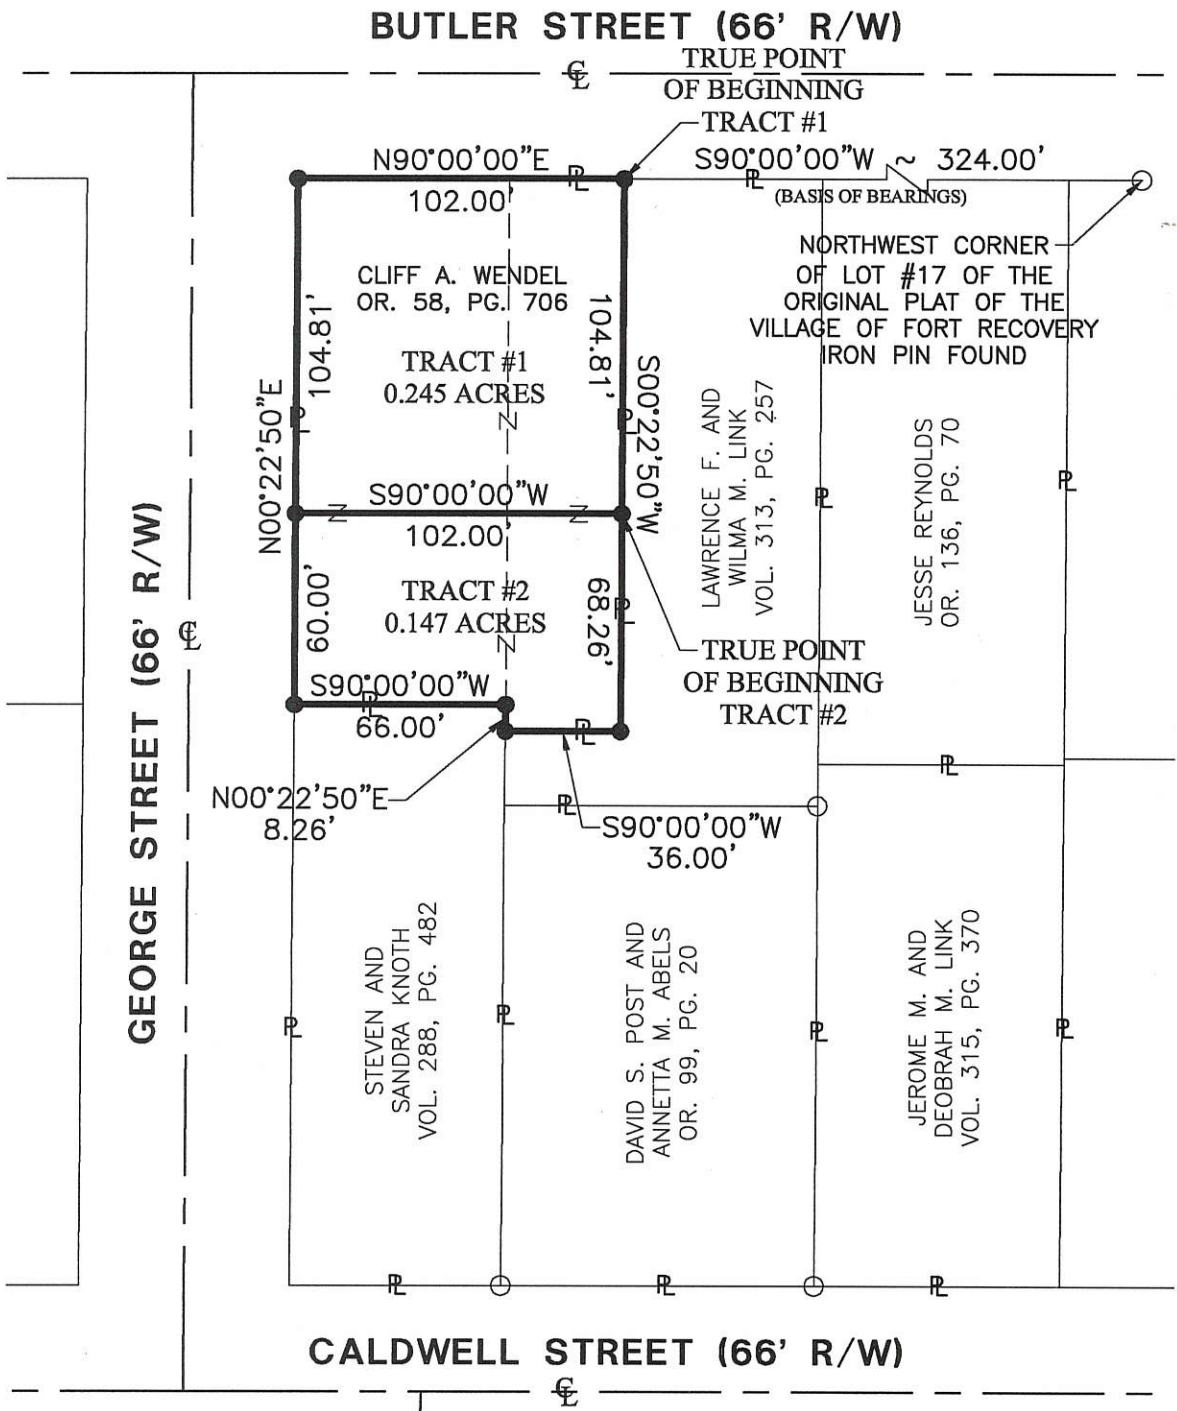 BUTLER STREET (66' R/W)
℄
TRUE POINT
OF BEGINNING
TRACT #1
N90°00'00"E
℄
102.00'
S90°00'00"W ~ 324.00'
(BASIS OF BEARINGS)
NORTHWEST CORNER
OF LOT #17 OF THE
ORIGINAL PLAT OF THE
VILLAGE OF FORT RECOVERY
IRON PIN FOUND
CLIFF A. WENDEL
OR. 58, PG. 706
104.81'
104.81'
TRACT #1
0.245 ACRES
N00°22'50"E
S00°22'50"W
LAWRENCE F. AND
WILMA M. LINK
VOL. 313, PG. 257
JESSE REYNOLDS
OR. 136, PG. 70
S90°00'00"W
102.00'
GEORGE STREET (66' R/W)
60.00'
TRACT #2
0.147 ACRES
68.26'
TRUE POINT
OF BEGINNING
TRACT #2
S90°00'00"W
66.00'
N00°22'50"E
8.26'
S90°00'00"W
36.00'
STEVEN AND
SANDRA KNOTH
VOL. 288, PG. 482
DAVID S. POST AND
ANNETTA M. ABELS
OR. 99, PG. 20
JEROME M. AND
DEOBRAH M. LINK
VOL. 315, PG. 370
CALDWELL STREET (66' R/W)
℄